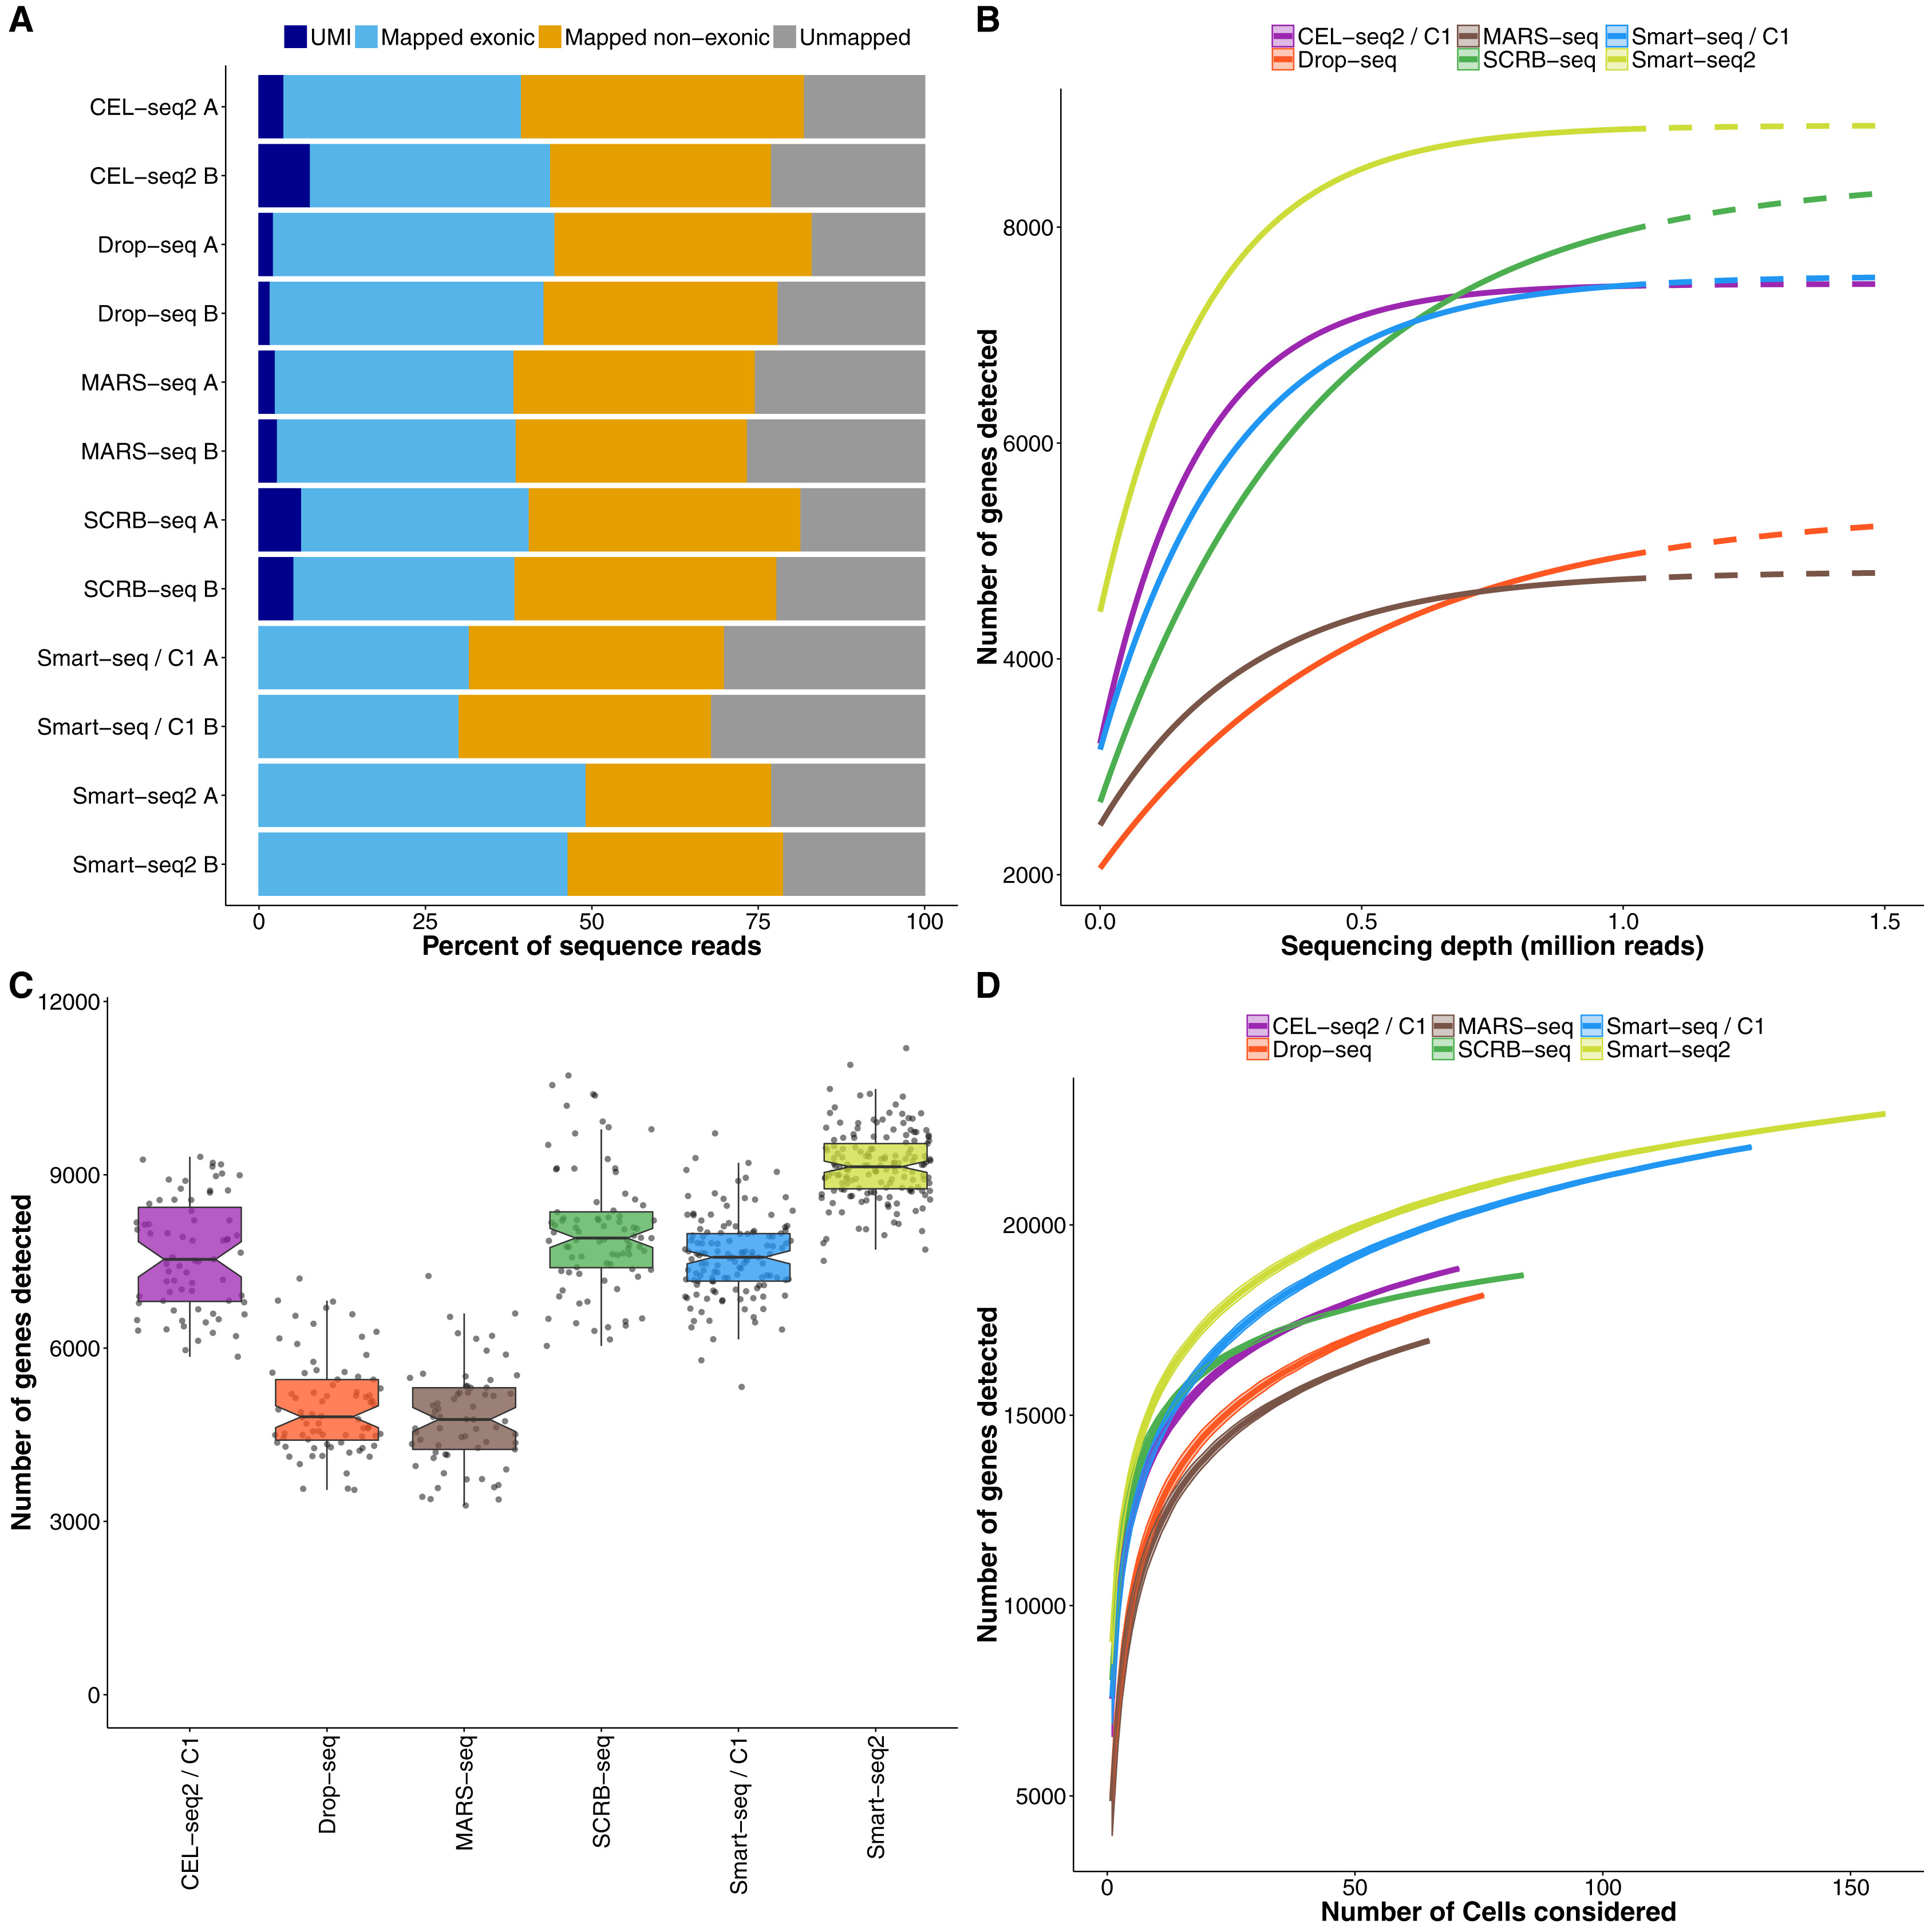 A
UMI Mapped exonic Mapped non−exonic Unmapped
CEL−seq2 A
CEL−seq2 B
Drop−seq A
Drop−seq B
MARS−seq A
MARS−seq B
SCRB−seq A
SCRB−seq B
Smart−seq / C1 A
Smart−seq / C1 B
Smart−seq2 A
Smart−seq2 B
0 25 50 75 100
Percent of sequence reads
B
CEL−seq2 / C1 MARS−seq Smart−seq / C1
Drop−seq SCRB−seq Smart−seq2
Number of genes detected
8000
6000
4000
2000
0.0 0.5 1.0 1.5
Sequencing depth (million reads)
C
Number of genes detected
12000
9000
6000
3000
0
CEL−seq2 / C1
Drop−seq
MARS−seq
SCRB−seq
Smart−seq / C1
Smart−seq2
D
CEL−seq2 / C1 MARS−seq Smart−seq / C1
Drop−seq SCRB−seq Smart−seq2
Number of genes detected
20000
15000
10000
5000
0 50 100 150
Number of Cells considered